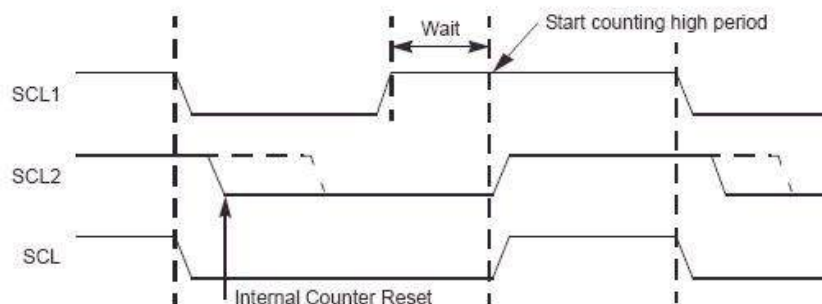 Wait
Start counting high period
SCL1
SCL2
SCL
Internal Counter Reset